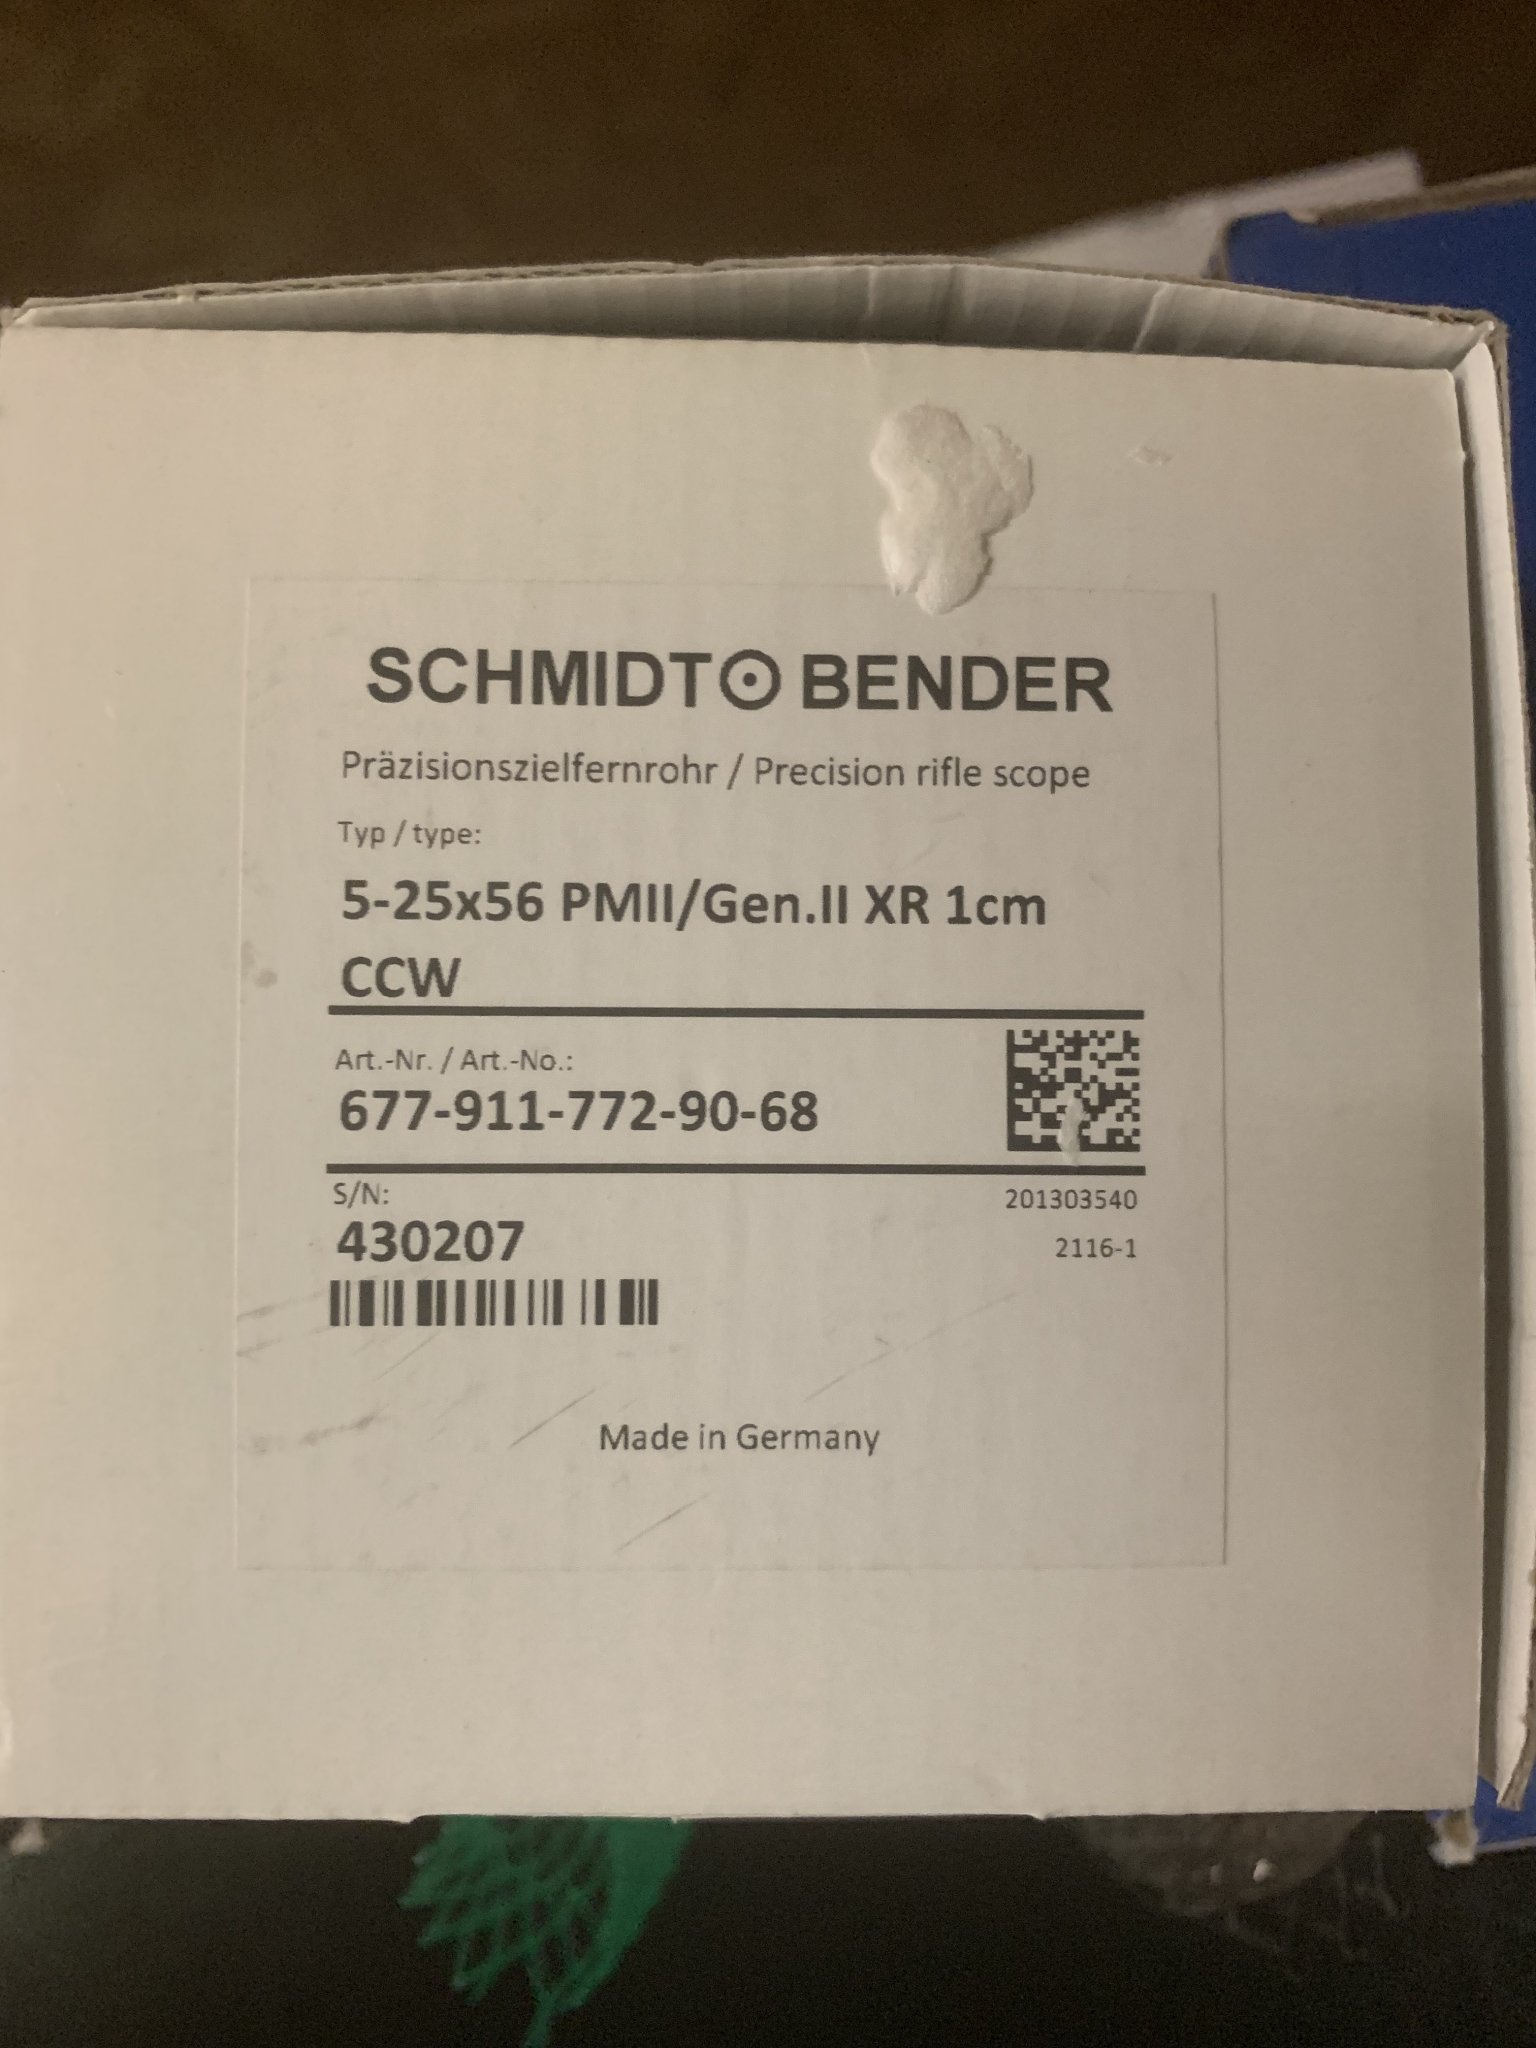 SCHMIDT BENDER
Präzisionszielfernrohr / Precision rifle scope
Typ / type:
5-25x56 PMII/Gen.II XR 1cm
CCW
Art.-Nr. / Art.-No.:
677-911-772-90-68
S/N:
430207
201303540
2116-1
Made in Germany